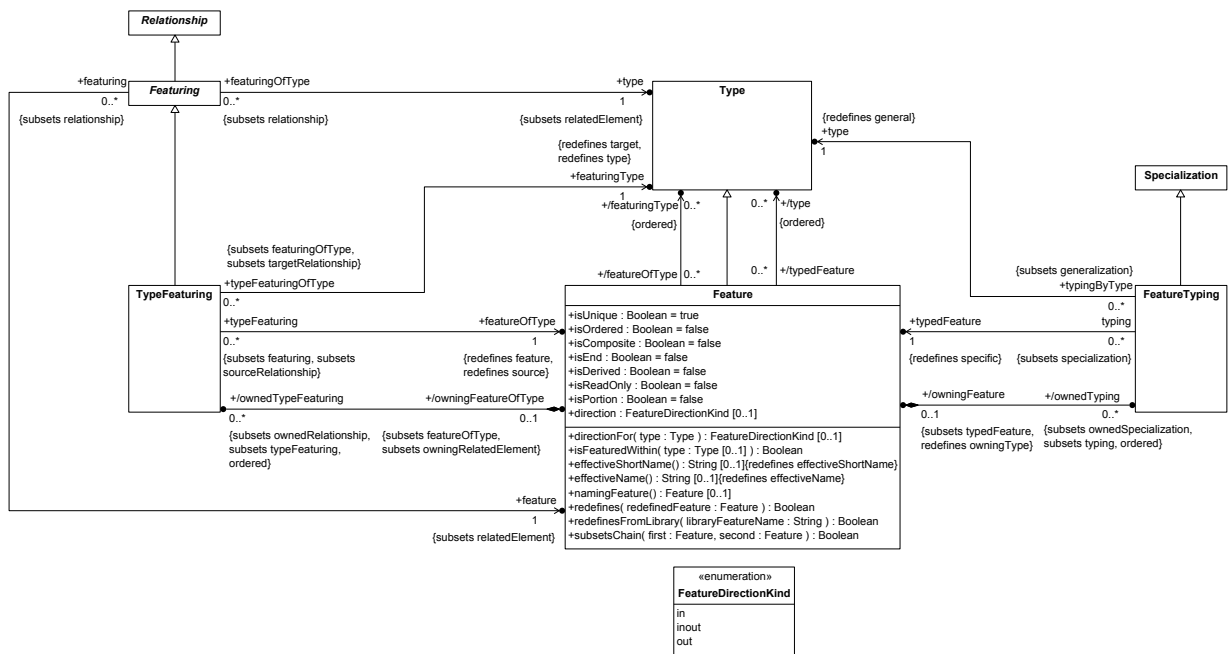 Relationship
+featuring
Featuring
+featuringOfType
+type
Type
0..*
0..*
1
{subsets relationship}
{subsets relationship}
{subsets relatedElement}
{redefines general}
+type
1
{redefines target,
redefines type}
+featuringType
1
Specialization
+/featuringType
0..*
0..*
+/type
{ordered}
{ordered}
{subsets featuringOfType,
subsets targetRelationship}
+typeFeaturingOfType
0..*
+/featureOfType
0..*
0..*
+/typedFeature
{subsets generalization}
+typingByType
0..*
TypeFeaturing
Feature
FeatureTyping
+typeFeaturing
0..*
+featureOfType
1
{subsets featuring, subsets
sourceRelationship}
{redefines feature,
redefines source}
+isUnique : Boolean = true
+isOrdered : Boolean = false
+isComposite : Boolean = false
+isEnd : Boolean = false
+isDerived : Boolean = false
+isReadOnly : Boolean = false
+isPortion : Boolean = false
+direction : FeatureDirectionKind [0..1]
+typedFeature
typing
1
0..*
{redefines specific}
{subsets specialization}
+/ownedTypeFeaturing
+/owningFeatureOfType
0..*
0..1
{subsets ownedRelationship,
subsets typeFeaturing,
ordered}
{subsets featureOfType,
subsets owningRelatedElement}
+/owningFeature
+/ownedTyping
0..1
0..*
{subsets typedFeature,
redefines owningType}
{subsets ownedSpecialization,
subsets typing, ordered}
+directionFor( type : Type ) : FeatureDirectionKind [0..1]
+isFeaturedWithin( type : Type [0..1] ) : Boolean
+effectiveShortName() : String [0..1]{redefines effectiveShortName}
+effectiveName() : String [0..1]{redefines effectiveName}
+namingFeature() : Feature [0..1]
+redefines( redefinedFeature : Feature ) : Boolean
+redefinesFromLibrary( libraryFeatureName : String ) : Boolean
+subsetsChain( first : Feature, second : Feature ) : Boolean
+feature
1
{subsets relatedElement}
«enumeration»
FeatureDirectionKind
in
inout
out